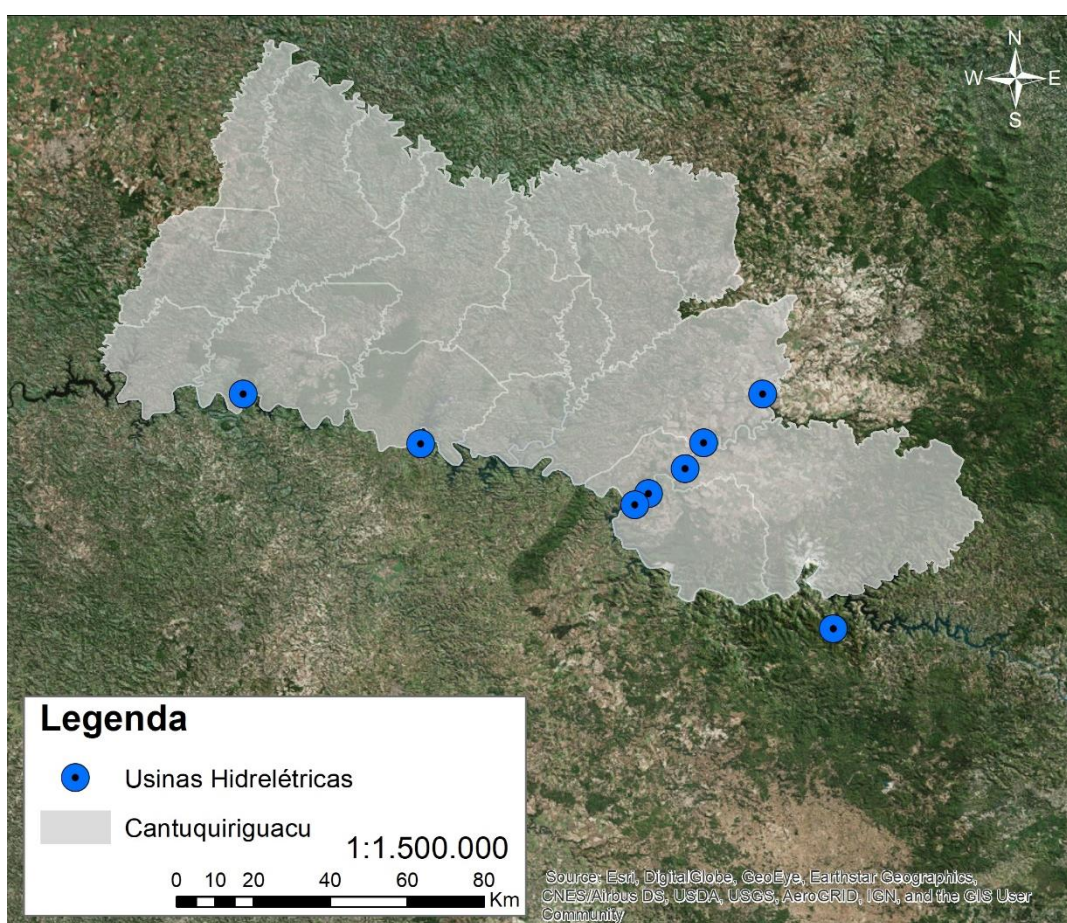 N
W E
S
Legenda
Usinas Hidrelétricas
Cantuquiriguacu
1:1.500.000
0 10 20 40 60 80
Km
Source: Esri, DigitalGlobe, GeoEye, Earthstar Geographics,
CNES/Airbus DS, USDA, USGS, AeroGRID, IGN, and the GIS User
Community